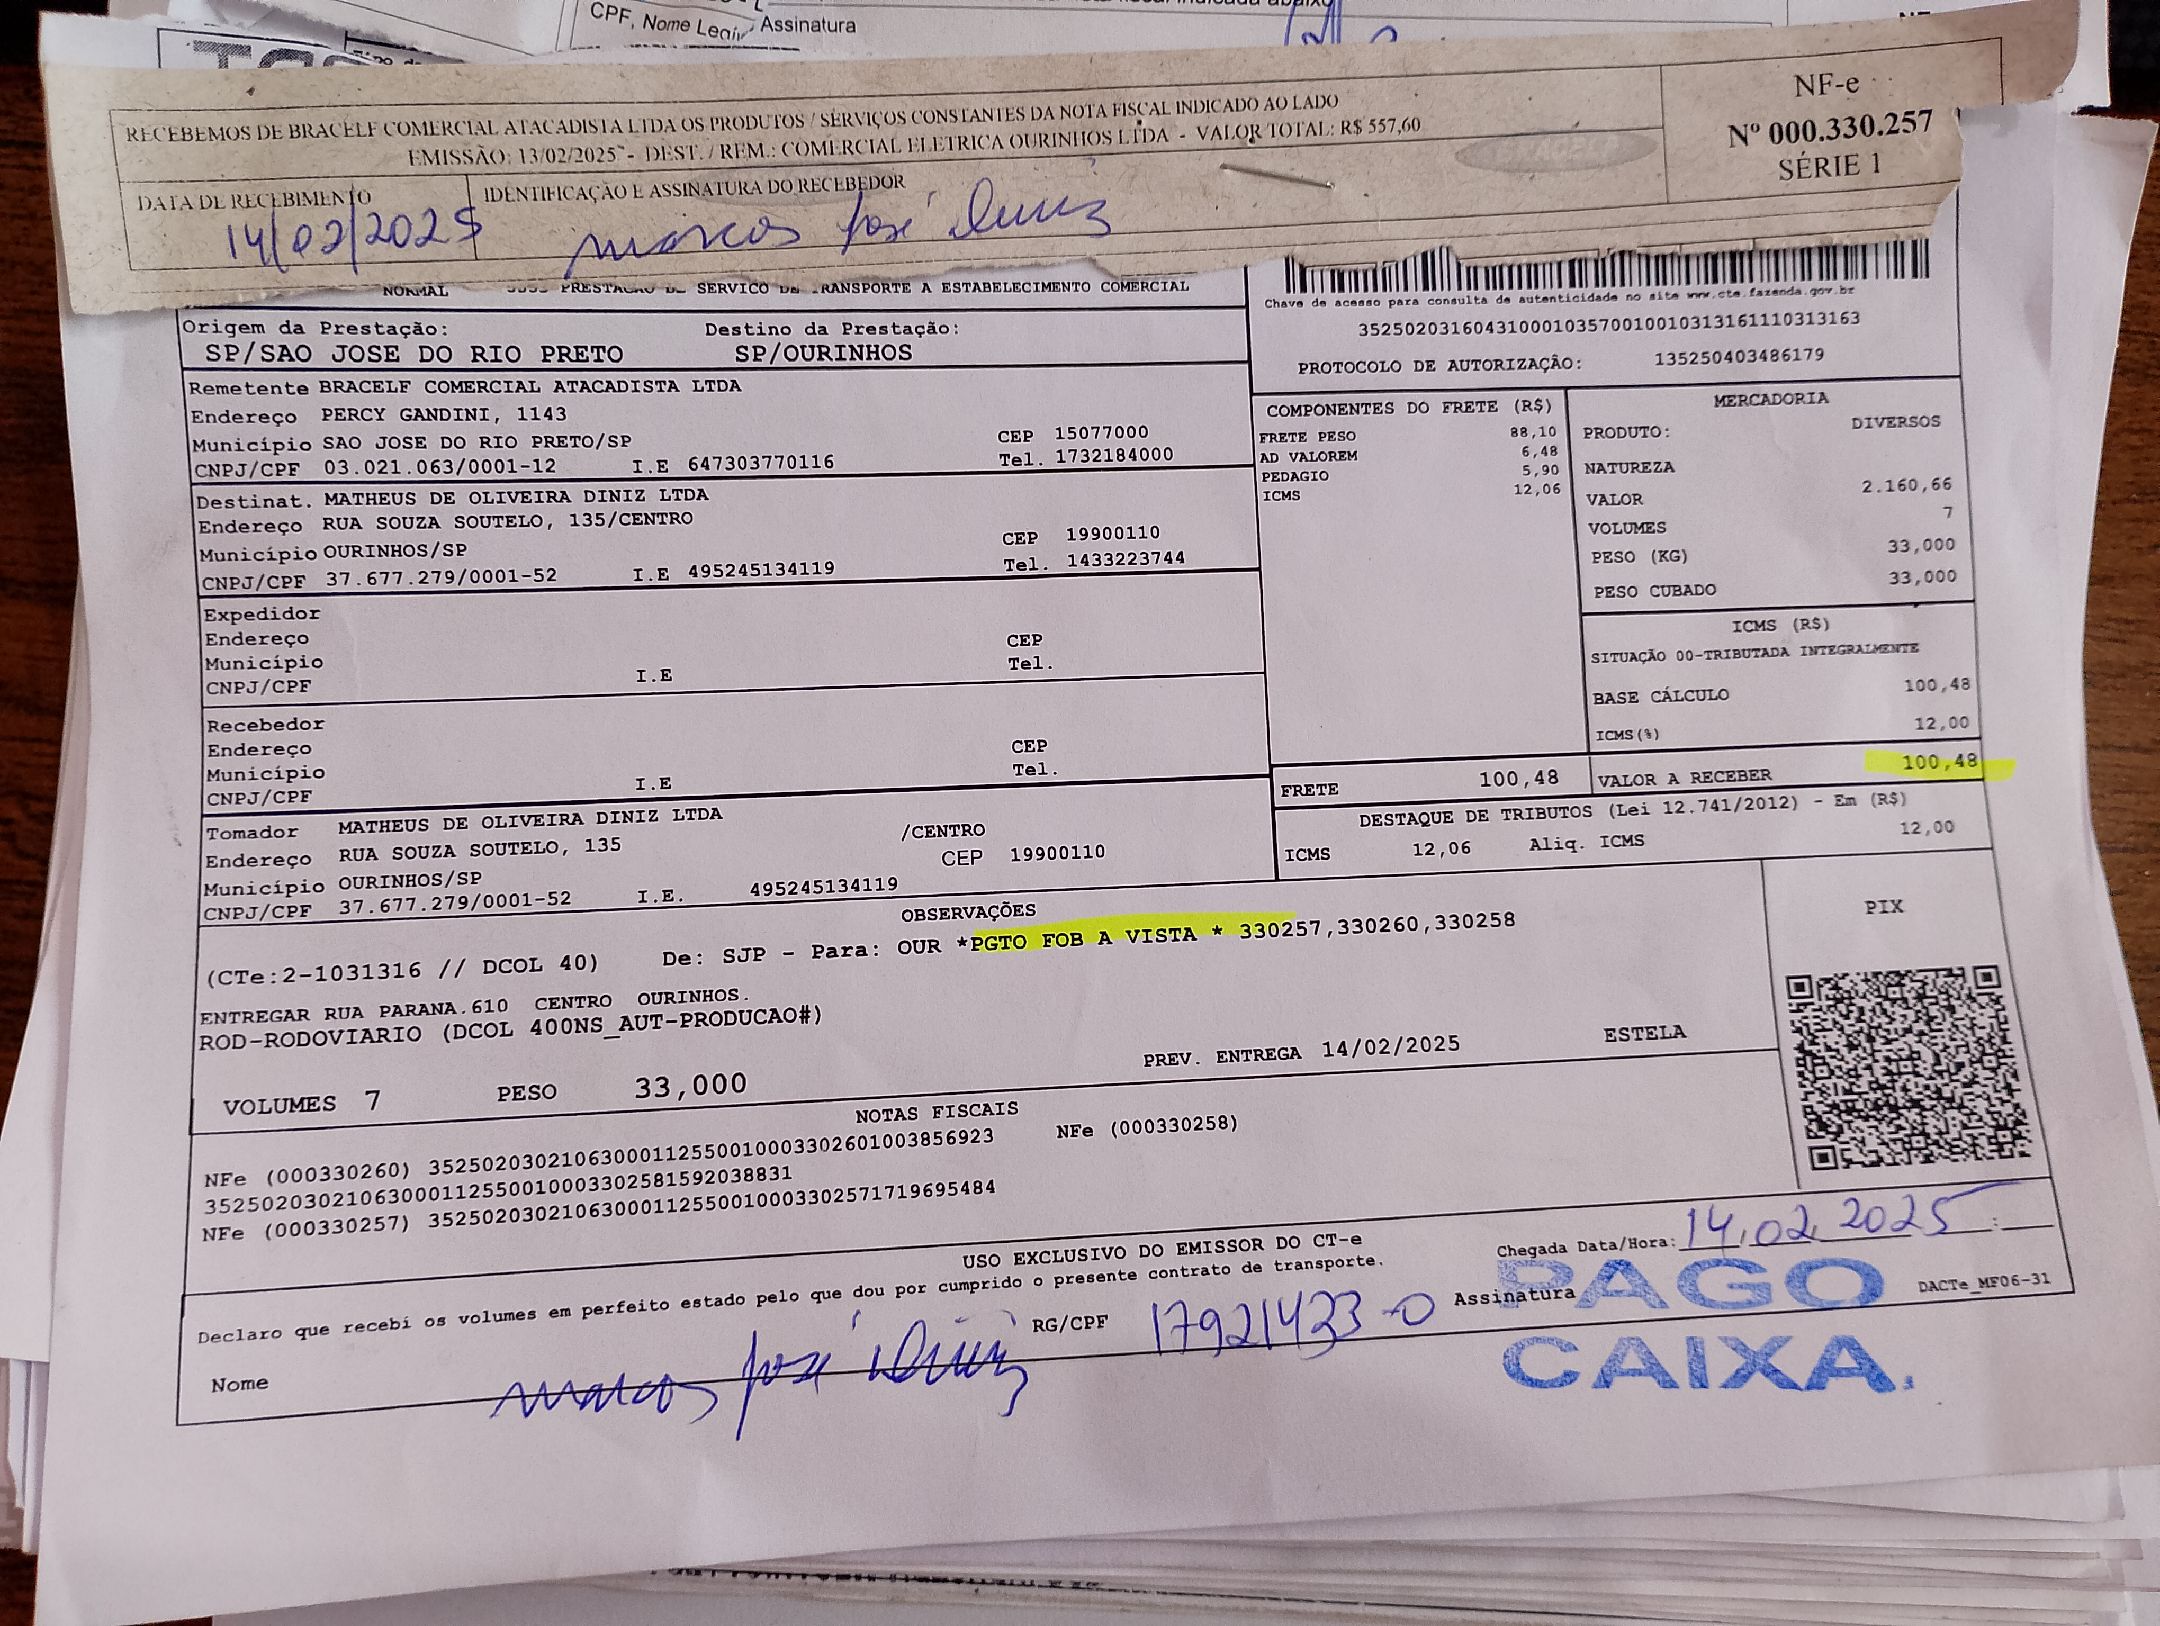 CPF, Nome Legív Assinatura
RECEBEMOS DE BRACELF COMERCIAL ATACADISTA LTDA OS PRODUTOS / SERVIÇOS CONSTANTES DA NOTA FISCAL INDICADO AO LADO
EMISSÃO: 13/02/2025 - DEST. / REM.: COMERCIAL ELETRICA OURINHOS LTDA - VALOR TOTAL: R$ 557,60
NF-e
Nº 000.330.257
SÉRIE 1
DATA DE RECEBIMENTO
14/02/2025
IDENTIFICAÇÃO E ASSINATURA DO RECEBEDOR
Marcos José Diniz
NORMAL PRESTACAO DE SERVICO DE TRANSPORTE A ESTABELECIMENTO COMERCIAL
Chave de acesso para consulta de autenticidade no site www.cte.fazenda.gov.br
35250203160431000103570010010313161110313163
PROTOCOLO DE AUTORIZAÇÃO: 135250403486179
Origem da Prestação: Destino da Prestação:
SP/SAO JOSE DO RIO PRETO SP/OURINHOS
Remetente BRACELF COMERCIAL ATACADISTA LTDA
Endereço PERCY GANDINI, 1143
Município SAO JOSE DO RIO PRETO/SP CEP 15077000
CNPJ/CPF 03.021.063/0001-12 I.E 647303770116 Tel. 1732184000
Destinat. MATHEUS DE OLIVEIRA DINIZ LTDA
Endereço RUA SOUZA SOUTELO, 135/CENTRO
Município OURINHOS/SP CEP 19900110
CNPJ/CPF 37.677.279/0001-52 I.E 495245134119 Tel. 1433223744
Expedidor
Endereço
Município CEP
CNPJ/CPF I.E Tel.
Recebedor
Endereço
Município CEP
CNPJ/CPF I.E Tel.
Tomador MATHEUS DE OLIVEIRA DINIZ LTDA
Endereço RUA SOUZA SOUTELO, 135 /CENTRO
Município OURINHOS/SP CEP 19900110
CNPJ/CPF 37.677.279/0001-52 I.E. 495245134119
COMPONENTES DO FRETE (R$)
FRETE PESO 88,10
AD VALOREM 6,48
PEDAGIO 5,90
ICMS 12,06
MERCADORIA
PRODUTO: DIVERSOS
NATUREZA
VALOR 2.160,66
VOLUMES 7
PESO (KG) 33,000
PESO CUBADO 33,000
ICMS (R$)
SITUAÇÃO 00-TRIBUTADA INTEGRALMENTE
BASE CÁLCULO 100,48
ICMS(%) 12,00
FRETE 100,48 VALOR A RECEBER 100,48
DESTAQUE DE TRIBUTOS (Lei 12.741/2012) - Em (R$)
ICMS 12,06 Aliq. ICMS 12,00
OBSERVAÇÕES
(CTe:2-1031316 // DCOL 40) De: SJP - Para: OUR *PGTO FOB A VISTA * 330257,330260,330258
ENTREGAR RUA PARANA.610 CENTRO OURINHOS.
ROD-RODOVIARIO (DCOL 400NS_AUT-PRODUCAO#)
PREV. ENTREGA 14/02/2025 ESTELA
VOLUMES 7 PESO 33,000
PIX
NOTAS FISCAIS
NFe (000330260) 35250203021063000112550010003302601003856923 NFe (000330258)
35250203021063000112550010003302581592038831
NFe (000330257) 35250203021063000112550010003302571719695484
USO EXCLUSIVO DO EMISSOR DO CT-e
Chegada Data/Hora: 14.02.2025 :
Declaro que recebi os volumes em perfeito estado pelo que dou por cumprido o presente contrato de transporte.
DACTe_MF06-31
Nome Marcos José Diniz RG/CPF 17921423-0 Assinatura
PAGO
CAIXA.